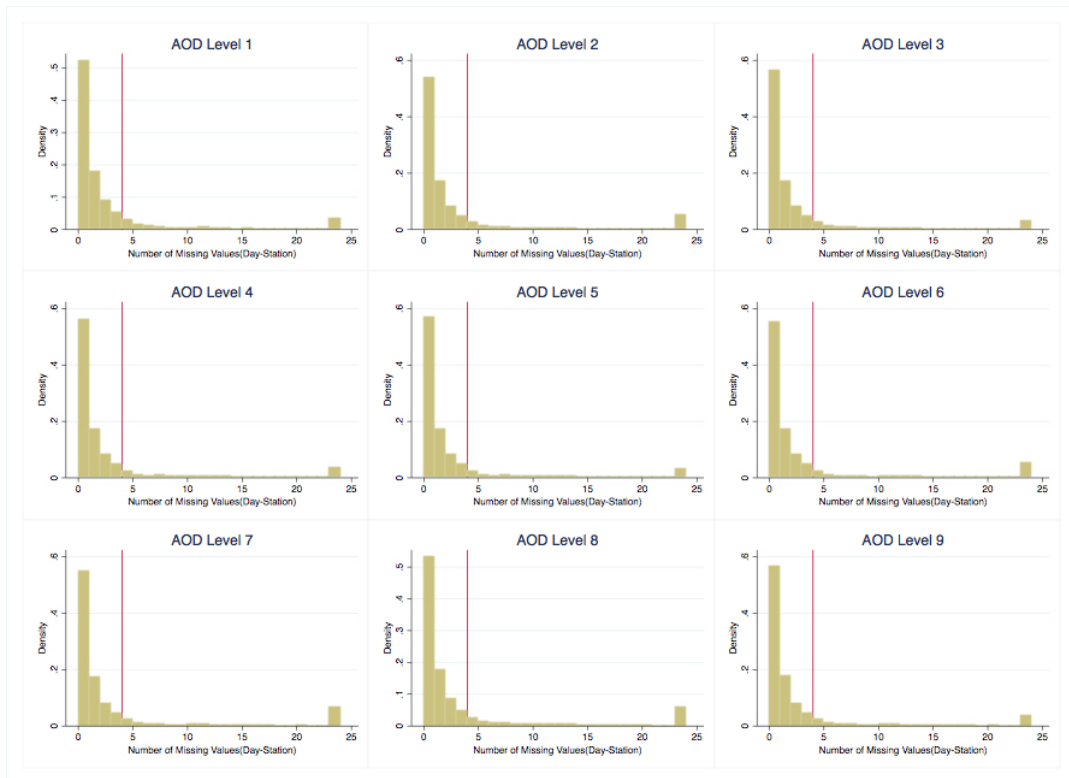 AOD Level 1
Density
0 .1 .2 .3 .4 .5
0 5 10 15 20 25
Number of Missing Values(Day-Station)
AOD Level 2
Density
0 .2 .4 .6
0 5 10 15 20 25
Number of Missing Values(Day-Station)
AOD Level 3
Density
0 .2 .4 .6
0 5 10 15 20 25
Number of Missing Values(Day-Station)
AOD Level 4
Density
0 .2 .4 .6
0 5 10 15 20 25
Number of Missing Values(Day-Station)
AOD Level 5
Density
0 .2 .4 .6
0 5 10 15 20 25
Number of Missing Values(Day-Station)
AOD Level 6
Density
0 .2 .4 .6
0 5 10 15 20 25
Number of Missing Values(Day-Station)
AOD Level 7
Density
0 .2 .4 .6
0 5 10 15 20 25
Number of Missing Values(Day-Station)
AOD Level 8
Density
0 .1 .2 .3 .4 .5
0 5 10 15 20 25
Number of Missing Values(Day-Station)
AOD Level 9
Density
0 .2 .4 .6
0 5 10 15 20 25
Number of Missing Values(Day-Station)